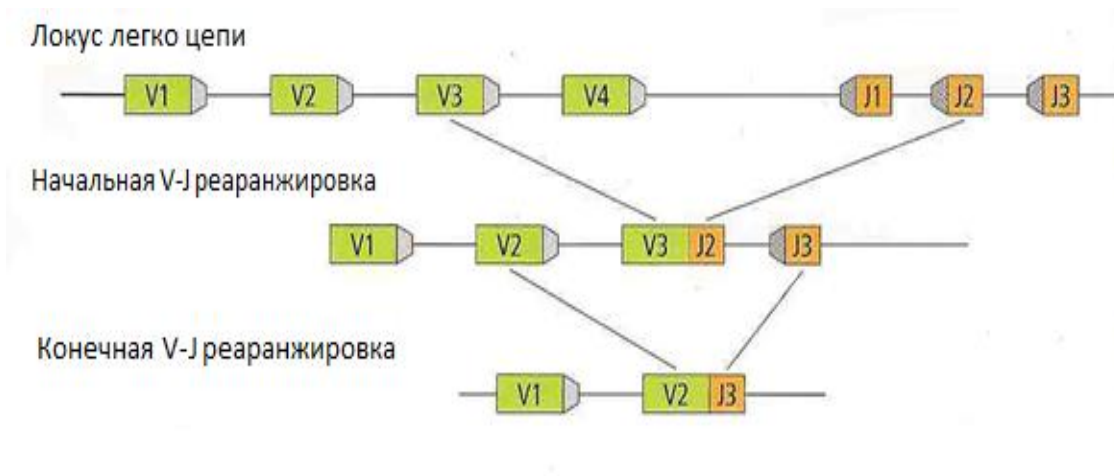 Локус легко цепи
V1 V2 V3 V4 J1 J2 J3
Начальная V-J реаранжировка
V1 V2 V3 J2 J3
Конечная V-J реаранжировка
V1 V2 J3